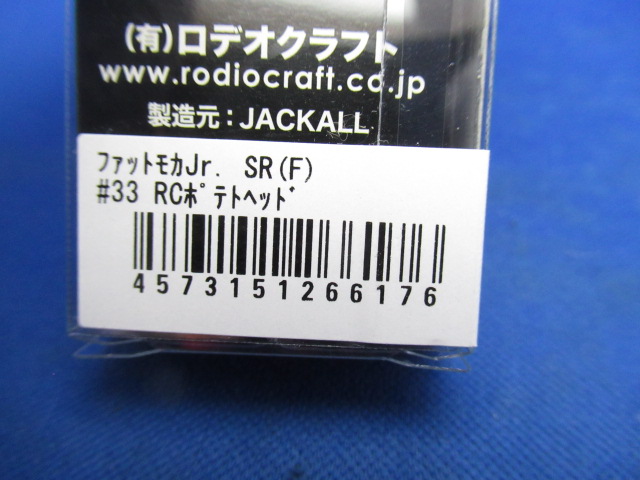 (有)ロデオクラフト
www.rodiocraft.co.jp
製造元:JACKALL
ﾌｧｯﾄﾓｶJr. SR(F)
#33 RCﾎﾟﾃﾄﾍｯﾄﾞ
4573151266176